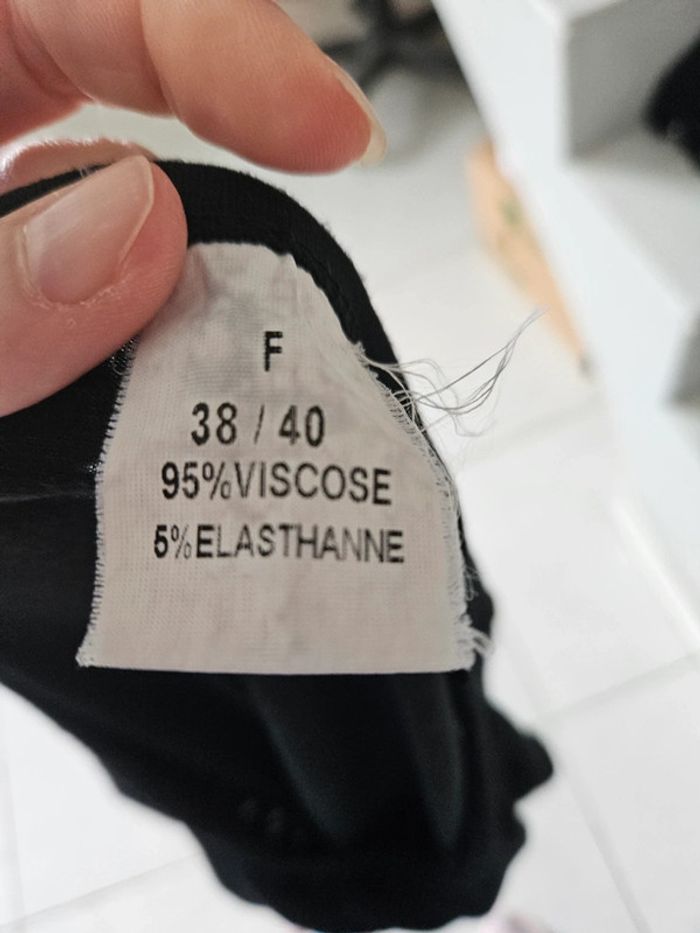 F
38 / 40
95%VISCOSE
5%ELASTHANNE